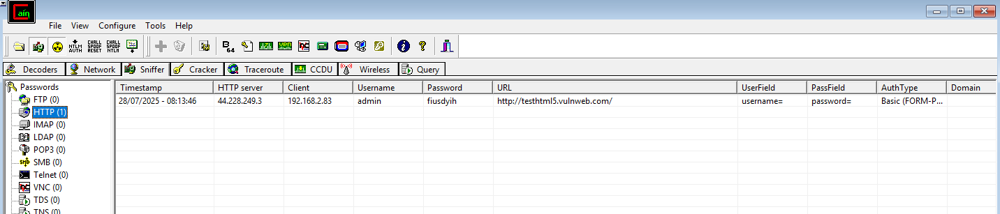 Cain
File View Configure Tools Help
NTLM AUTH CHALL SPOOF RESET CHALL SPOOF NTLM B64 VPN
Decoders Network Sniffer Cracker Traceroute CCDU Wireless Query
Passwords
Timestamp HTTP server Client Username Password URL UserField PassField AuthType Domain
FTP (0)
28/07/2025 - 08:13:46 44.228.249.3 192.168.2.83 admin fiusdyih http://testhtml5.vulnweb.com/ username= password= Basic (FORM-P...
HTTP (1)
IMAP (0)
LDAP (0)
POP3 (0)
SMB (0)
Telnet (0)
VNC (0)
TDS (0)
TNS (0)